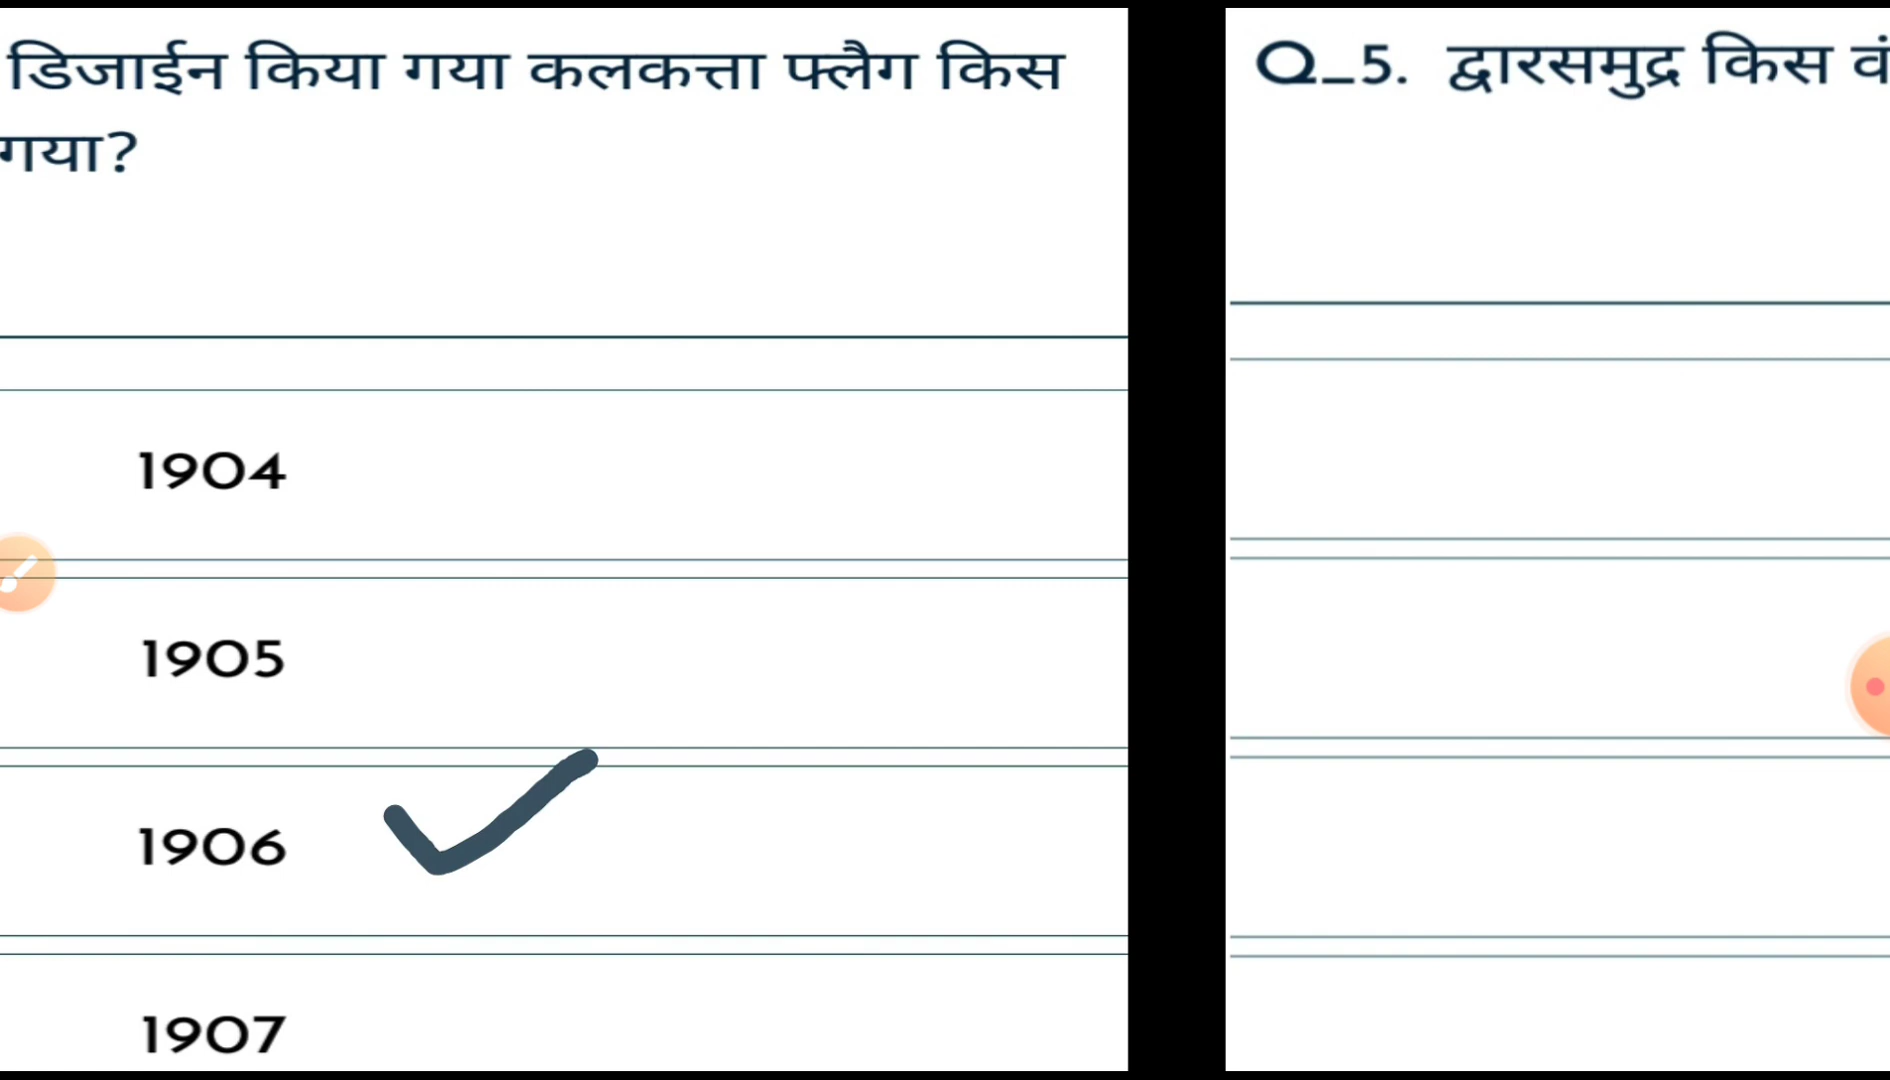 डिजाईन किया गया कलकत्ता फ्लैग किस
गया?
1904
1905
1906
1907
Q_5. द्वारसमुद्र किस वं